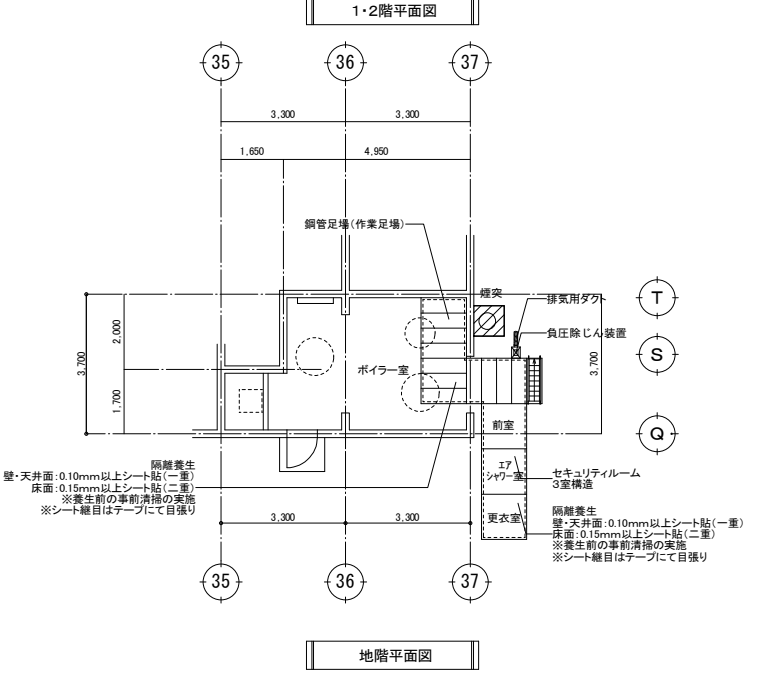 1・2階平面図
35
36
37
3,300
3,300
1,650
4,950
鋼管足場(作業足場)
煙突
排気用ダクト
負圧除じん装置
T
S
Q
2,000
3,700
1,700
3,700
ボイラー室
前室
エア
シャワー室
更衣室
セキュリティルーム
3室構造
隔離養生
壁・天井面:0.10mm以上シート貼(一重)
床面:0.15mm以上シート貼(二重)
※養生前の事前清掃の実施
※シート継目はテープにて目張り
隔離養生
壁・天井面:0.10mm以上シート貼(一重)
床面:0.15mm以上シート貼(二重)
※養生前の事前清掃の実施
※シート継目はテープにて目張り
3,300
3,300
35
36
37
地階平面図